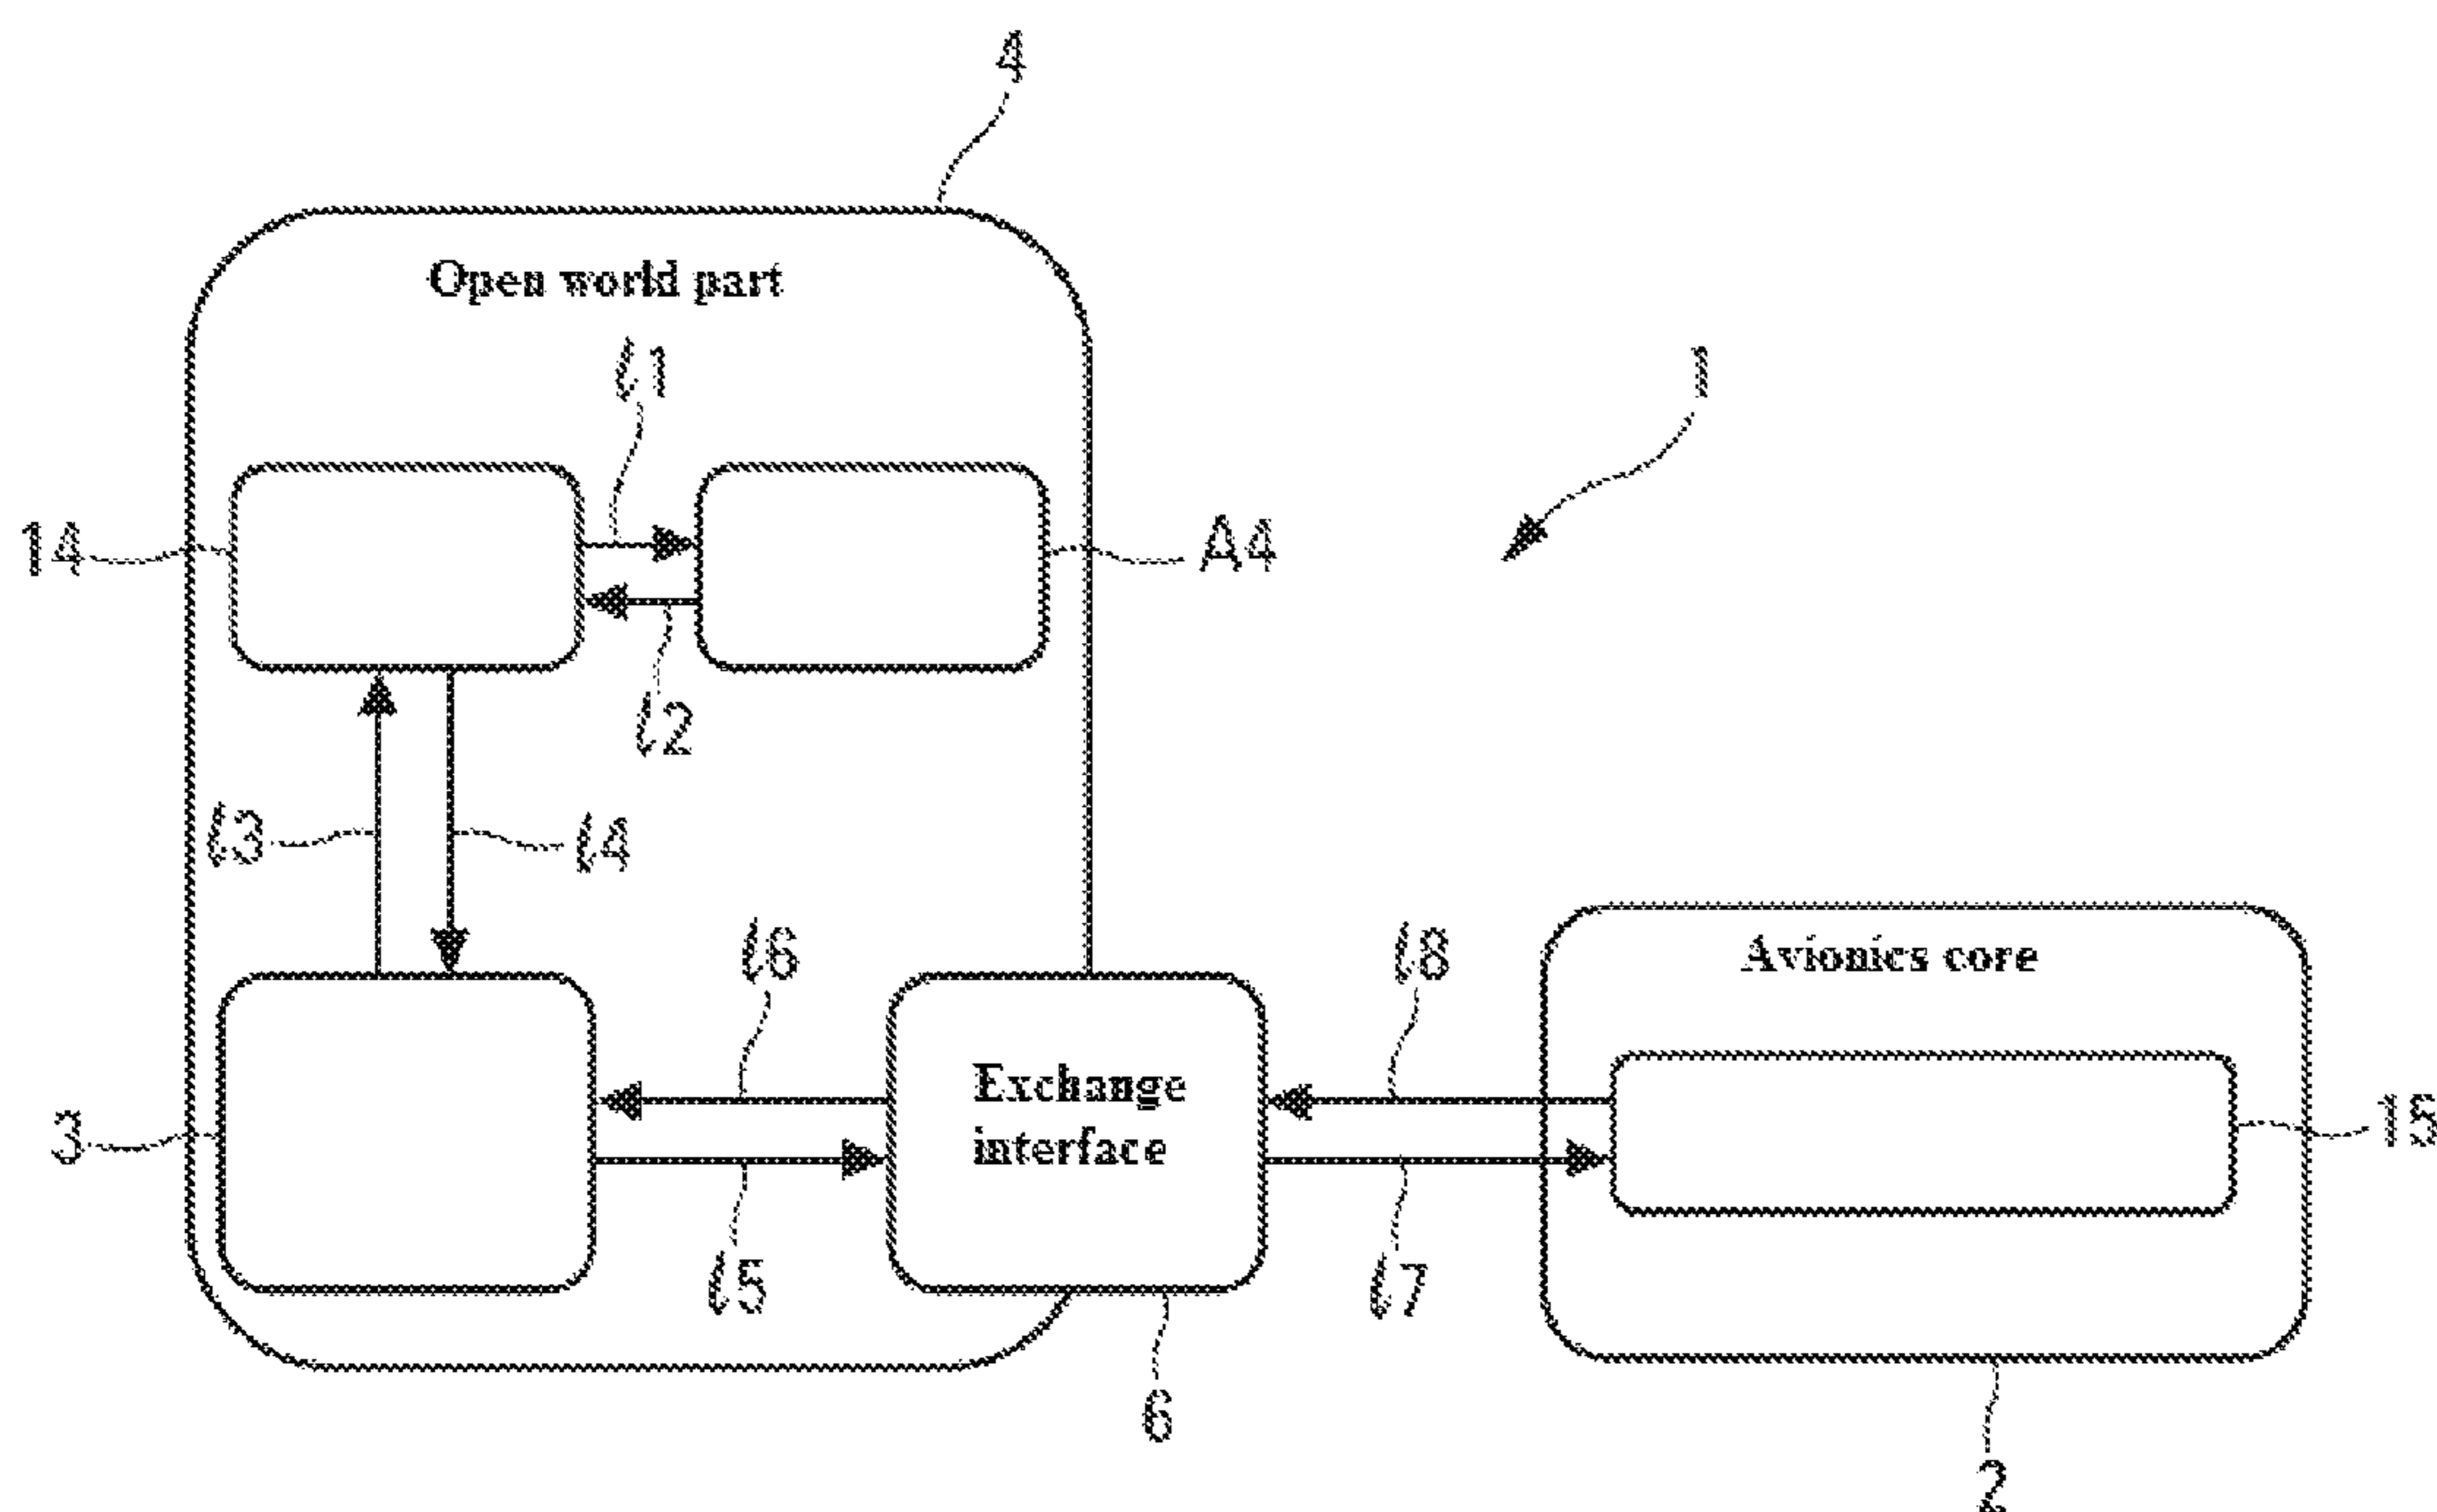 4
Open world part
ℓ1
1
14
A4
ℓ2
ℓ3
ℓ4
ℓ6
ℓ8
Avionics core
Exchange
interface
3
15
ℓ5
ℓ7
6
2